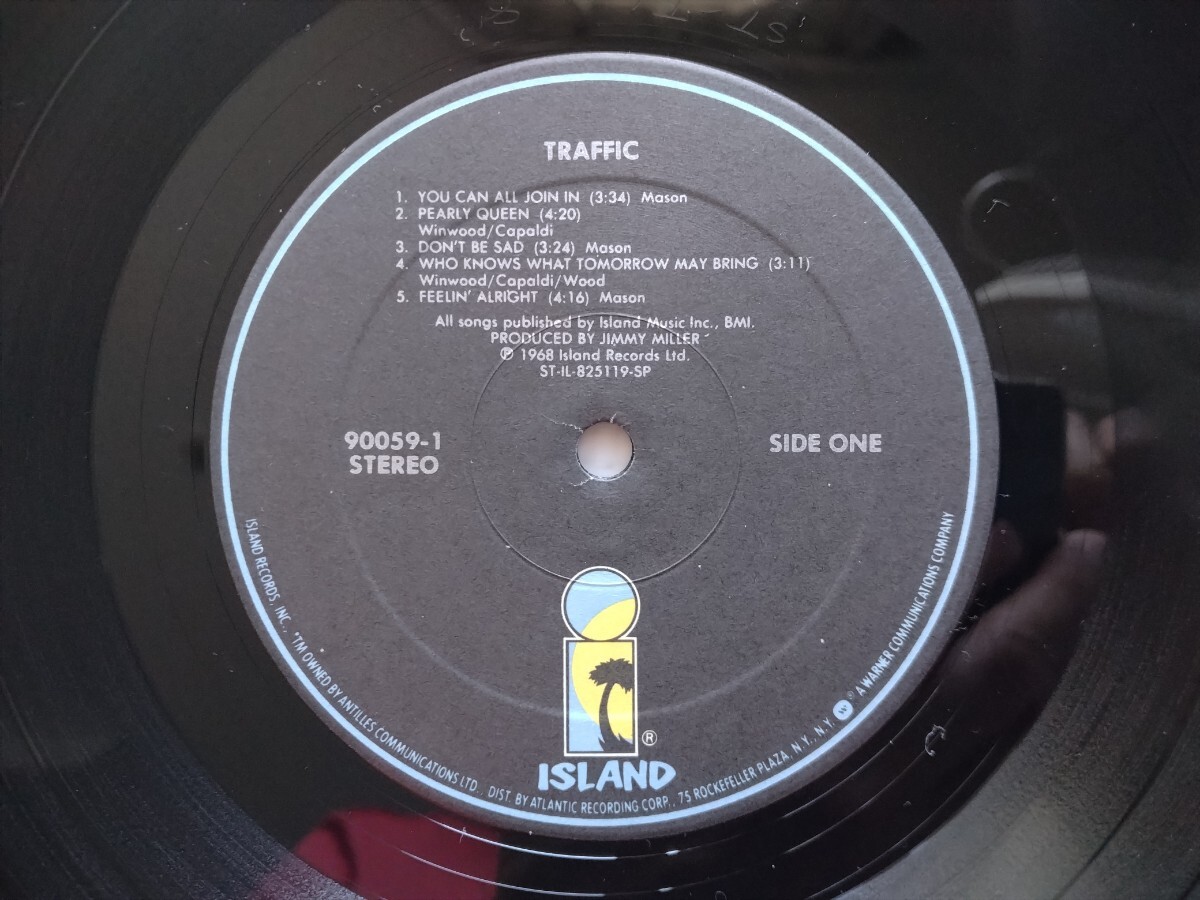 TRAFFIC
1. YOU CAN ALL JOIN IN (3:34) Mason
2. PEARLY QUEEN (4:20)
Winwood/Capaldi
3. DON'T BE SAD (3:24) Mason
4. WHO KNOWS WHAT TOMORROW MAY BRING (3:11)
Winwood/Capaldi/Wood
5. FEELIN' ALRIGHT (4:16) Mason
All songs published by Island Music Inc., BMI.
PRODUCED BY JIMMY MILLER
℗ 1968 Island Records Ltd.
ST-IL-825119-SP
90059-1
STEREO
SIDE ONE
®
ISLAND
ISLAND RECORDS, INC., *TM OWNED BY ANTILLES COMMUNICATIONS LTD., DIST. BY ATLANTIC RECORDING CORP., 75 ROCKEFELLER PLAZA, N.Y., N.Y. ® A WARNER COMMUNICATIONS COMPANY